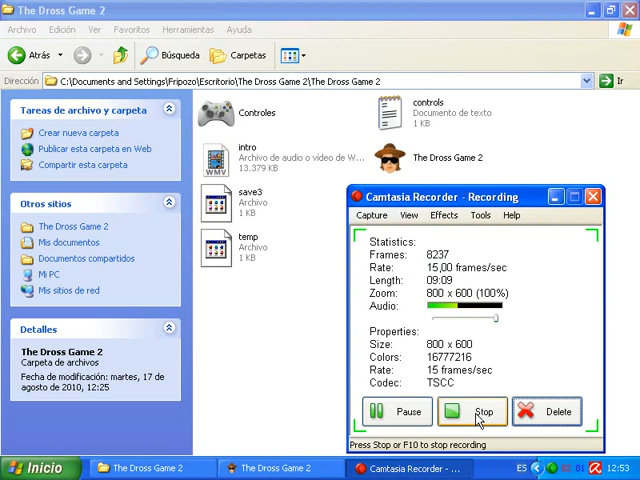 The Dross Game 2
Archivo Edición Ver Favoritos Herramientas Ayuda
Atrás Búsqueda Carpetas
Dirección C:\Documents and Settings\Fripozo\Escritorio\The Dross Game 2\The Dross Game 2 Ir
Tareas de archivo y carpeta
Crear nueva carpeta
Publicar esta carpeta en Web
Compartir esta carpeta
Otros sitios
The Dross Game 2
Mis documentos
Documentos compartidos
Mi PC
Mis sitios de red
Detalles
The Dross Game 2
Carpeta de archivos
Fecha de modificación: martes, 17 de
agosto de 2010, 12:25
Controles
controls
Documento de texto
1 KB
intro
Archivo de audio o vídeo de W...
13.379 KB
WMV
The Dross Game 2
save3
Archivo
1 KB
temp
Archivo
1 KB
Camtasia Recorder - Recording
Capture View Effects Tools Help
Statistics:
Frames: 8237
Rate: 15,00 frames/sec
Length: 09:09
Zoom: 800 x 600 (100%)
Audio:
Properties:
Size: 800 x 600
Colors: 16777216
Rate: 15 frames/sec
Codec: TSCC
Pause Stop Delete
Press Stop or F10 to stop recording
Inicio The Dross Game 2 The Dross Game 2 Camtasia Recorder - ... ES 62 81 12:53